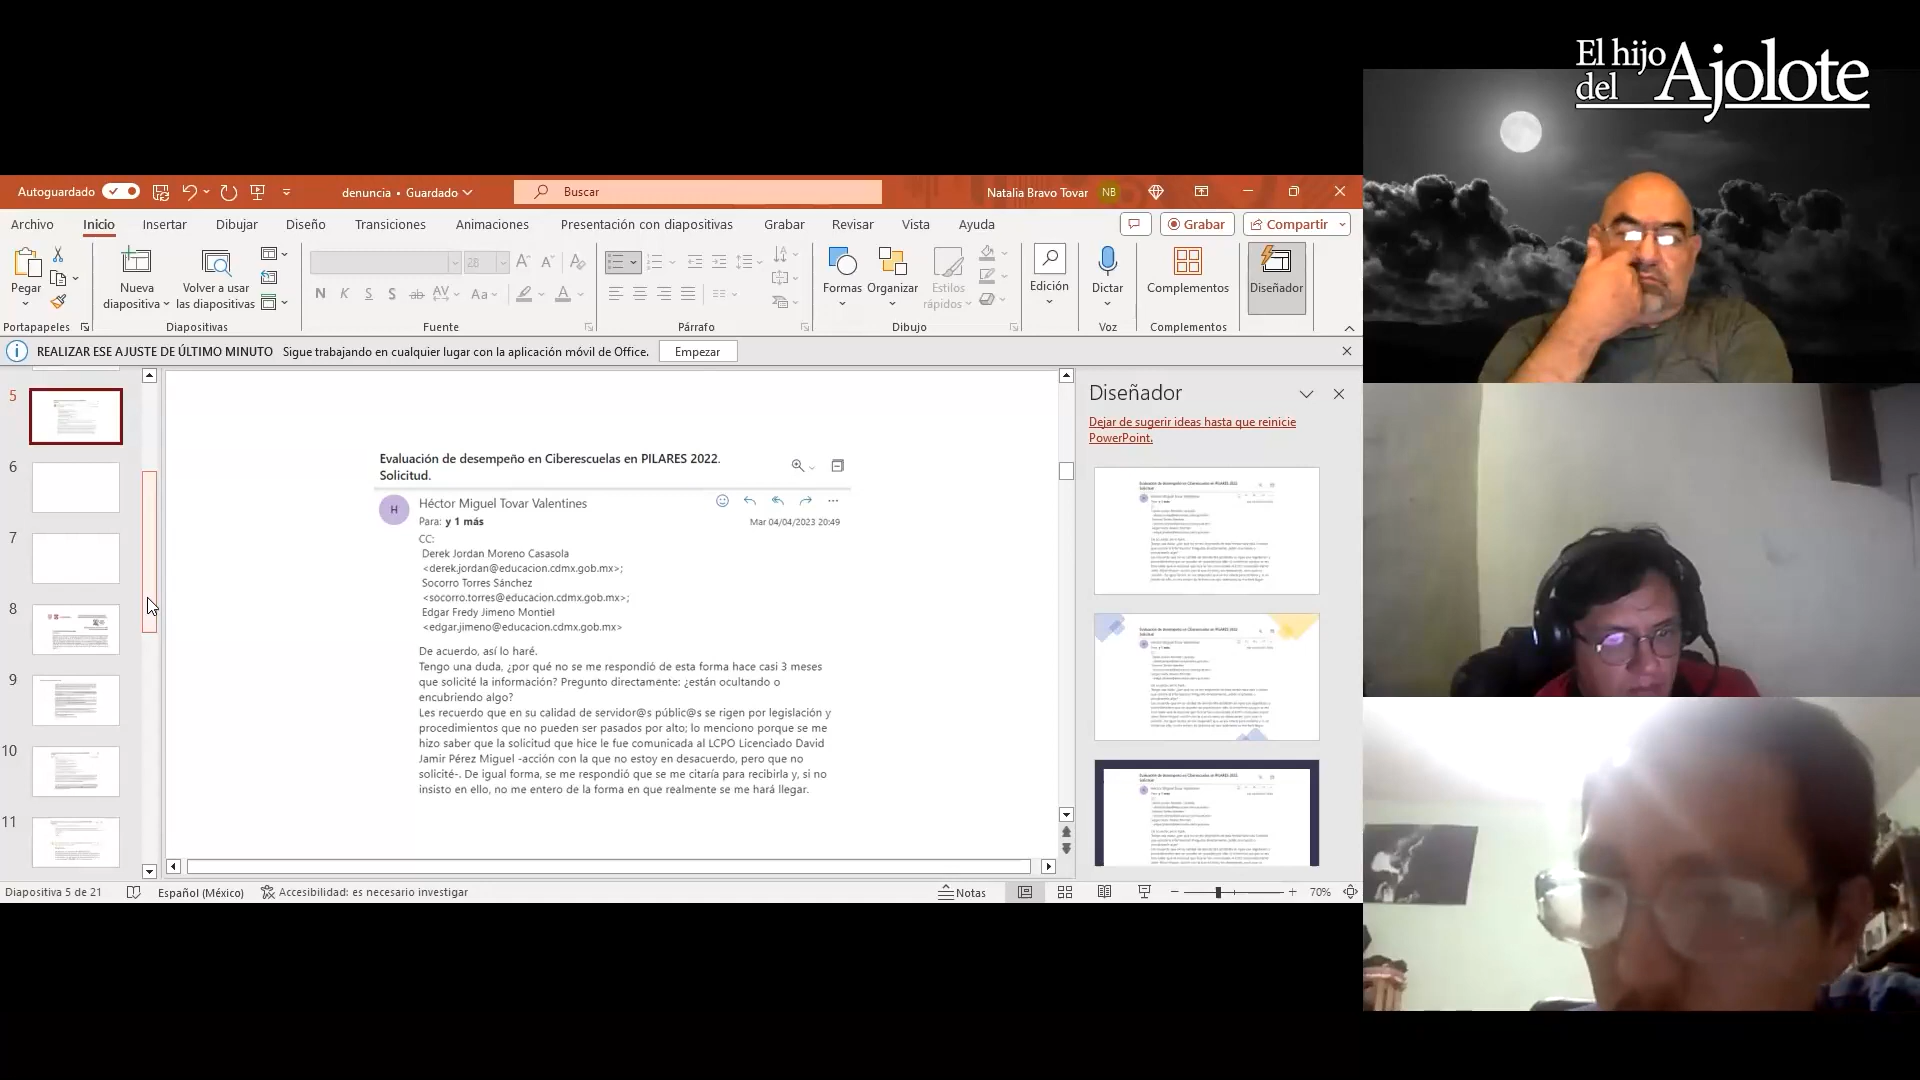 El hijo
del Ajolote
Autoguardado
denuncia • Guardado
Buscar
Natalia Bravo Tovar
NB
Archivo Inicio Insertar Dibujar Diseño Transiciones Animaciones Presentación con diapositivas Grabar Revisar Vista Ayuda
Grabar
Compartir
Pegar
Nueva
diapositiva
Volver a usar
las diapositivas
28
N K S S ab AV Aa
Formas
Organizar
Estilos
rápidos
Edición
Dictar
Complementos
Diseñador
Portapapeles
Diapositivas
Fuente
Párrafo
Dibujo
Voz
Complementos
REALIZAR ESE AJUSTE DE ÚLTIMO MINUTO Sigue trabajando en cualquier lugar con la aplicación móvil de Office. Empezar
5
6
7
8
9
10
11
Evaluación de desempeño en Ciberescuelas en PILARES 2022.
Solicitud.
H
Héctor Miguel Tovar Valentines
Para: y 1 más
Mar 04/04/2023 20:49
CC:
Derek Jordan Moreno Casasola
<derek.jordan@educacion.cdmx.gob.mx>;
Socorro Torres Sánchez
<socorro.torres@educacion.cdmx.gob.mx>;
Edgar Fredy Jimeno Montiel
<edgar.jimeno@educacion.cdmx.gob.mx>
De acuerdo, así lo haré.
Tengo una duda, ¿por qué no se me respondió de esta forma hace casi 3 meses
que solicité la información? Pregunto directamente: ¿están ocultando o
encubriendo algo?
Les recuerdo que en su calidad de servidor@s públic@s se rigen por legislación y
procedimientos que no pueden ser pasados por alto; lo menciono porque se me
hizo saber que la solicitud que hice le fue comunicada al LCPO Licenciado David
Jamir Pérez Miguel -acción con la que no estoy en desacuerdo, pero que no
solicité-. De igual forma, se me respondió que se me citaría para recibirla y, si no
insisto en ello, no me entero de la forma en que realmente se me hará llegar.
Diseñador
Dejar de sugerir ideas hasta que reinicie
PowerPoint.
Diapositiva 5 de 21
Español (México)
Accesibilidad: es necesario investigar
Notas
70%